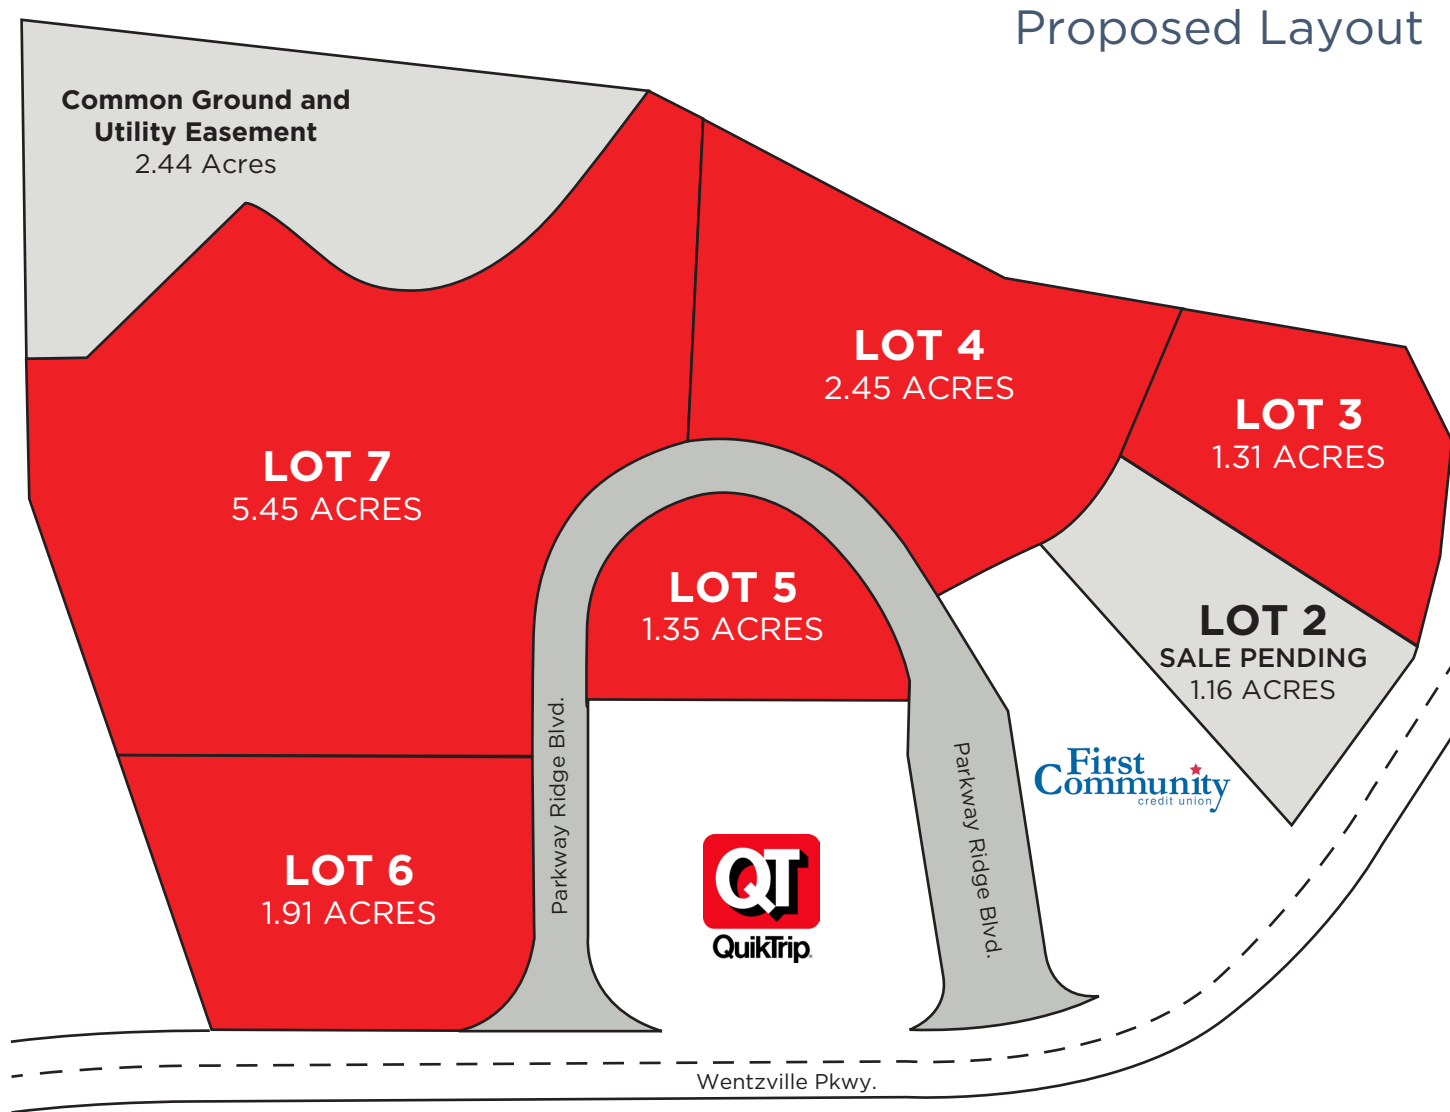 Proposed Layout
Common Ground and
Utility Easement
2.44 Acres
LOT 4
2.45 ACRES
LOT 3
1.31 ACRES
LOT 7
5.45 ACRES
LOT 5
1.35 ACRES
LOT 2
SALE PENDING
1.16 ACRES
Parkway Ridge Blvd.
Parkway Ridge Blvd.
First
Community
credit union
LOT 6
1.91 ACRES
QT
QuikTrip
Wentzville Pkwy.